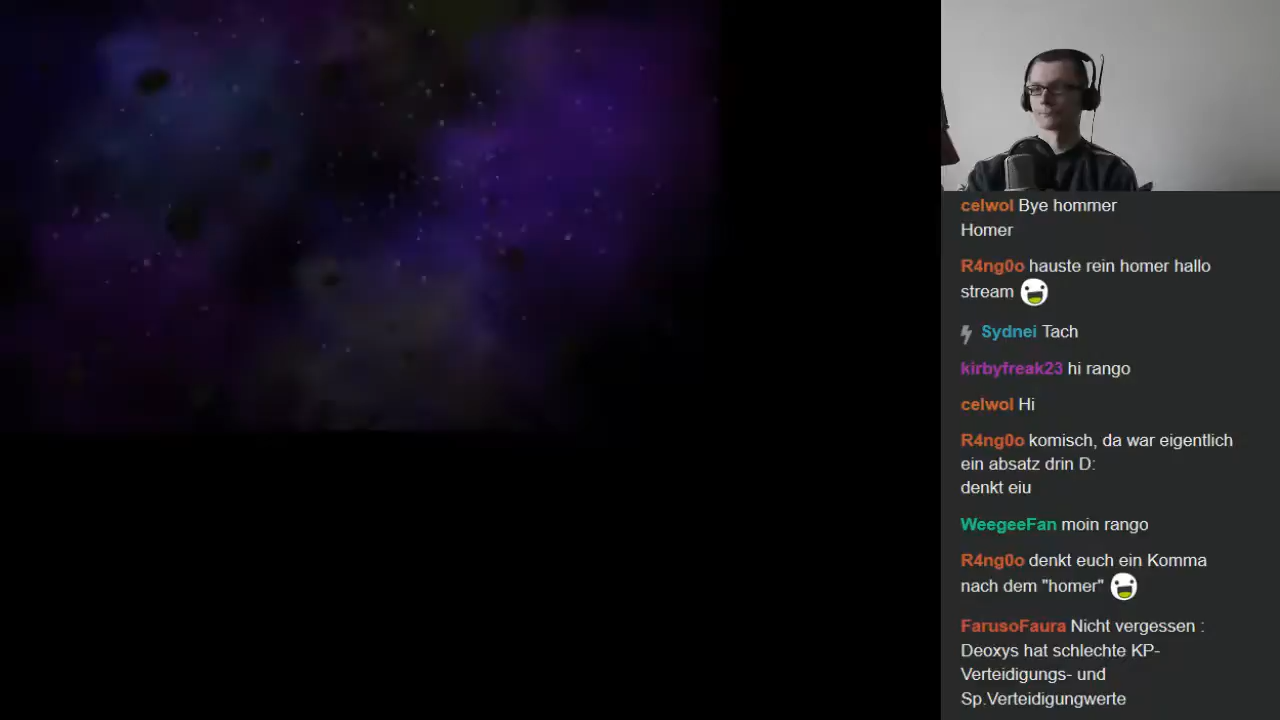 celwol Bye hommer
Homer
R4ng0o hauste rein homer hallo
stream
Sydnei Tach
kirbyfreak23 hi rango
celwol Hi
R4ng0o komisch, da war eigentlich
ein absatz drin D:
denkt eiu
WeegeeFan moin rango
R4ng0o denkt euch ein Komma
nach dem "homer"
FarusoFaura Nicht vergessen :
Deoxys hat schlechte KP-
Verteidigungs- und
Sp.Verteidigungwerte